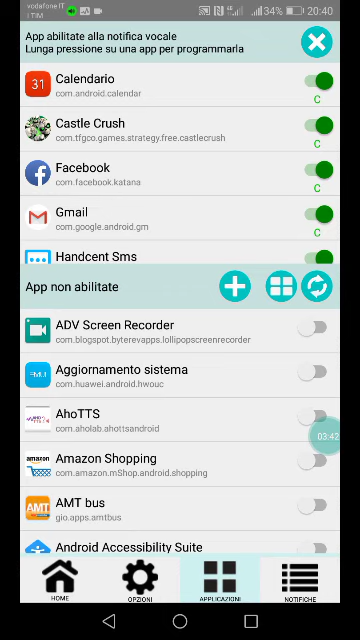 vodafone IT
| TIM
34% 20:40
App abilitate alla notifica vocale
Lunga pressione su una app per programmarla
31
Calendario
com.android.calendar
C
Castle Crush
com.tfgco.games.strategy.free.castlecrush
C
Facebook
com.facebook.katana
C
Gmail
com.google.android.gm
C
Handcent Sms
App non abilitate
ADV Screen Recorder
com.blogspot.byterevapps.lollipopscreenrecorder
EMUI
Aggiornamento sistema
com.huawei.android.hwouc
AhoTTS
com.aholab.ahottsandroid
03:42
amazon
Amazon Shopping
com.amazon.mShop.android.shopping
AMT
AMT bus
gio.apps.amtbus
Android Accessibility Suite
HOME
OPZIONI
APPLICAZIONI
NOTIFICHE